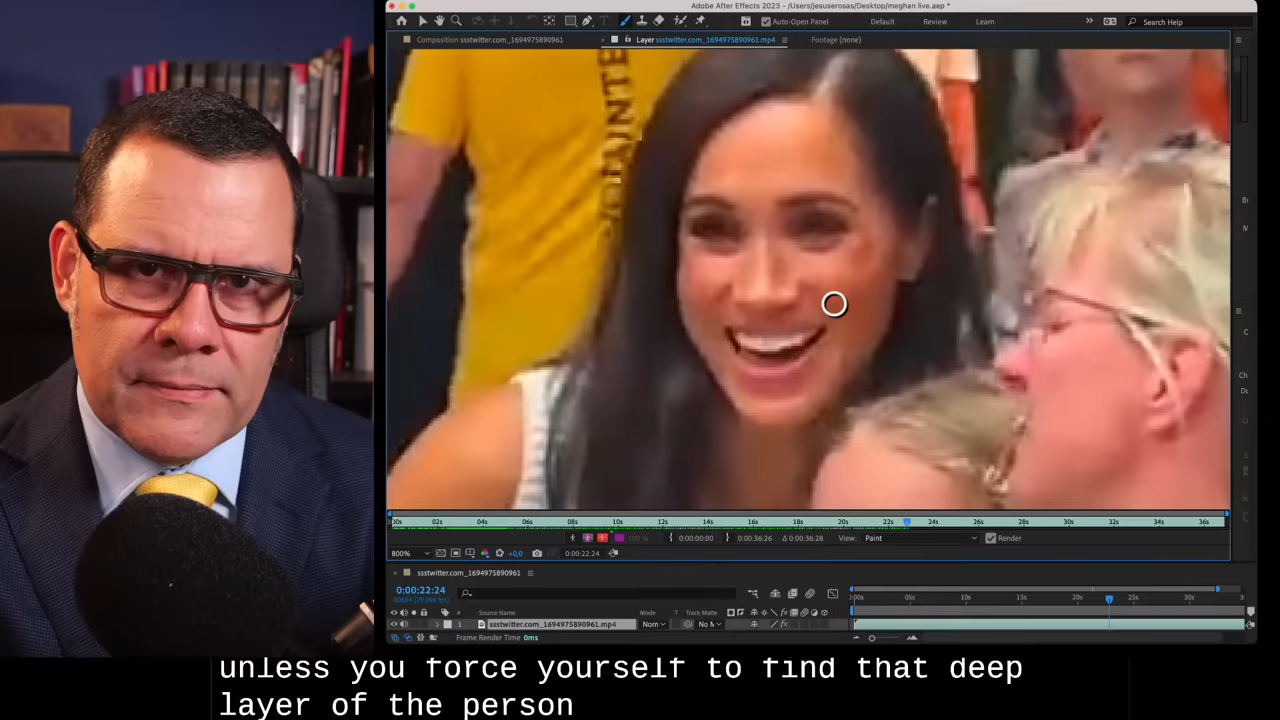 Adobe After Effects 2023 - /Users/jesuserosas/Desktop/meghan live.aep *
Auto-Open Panel
Default
Review
Learn
Search Help
Composition ssstwitter.com_1694975890961
Layer ssstwitter.com_1694975890961.mp4
Footage (none)
:00s 02s 04s 06s 08s 10s 12s 14s 16s 18s 20s 22s 24s 26s 28s 30s 32s 34s 36s
100 %
0:00:00:00
0:00:36:26
Δ 0:00:36:28
View:
Paint
Render
800%
+0,0
0:00:22:24
ssstwitter.com_1694975890961
0:00:22:24
:00s 05s 10s 15s 20s 25s 30s
# Source Name Mode T Track Matte
1 ssstwitter.com_1694975890961.mp4 Norn No M
Frame Render Time 0ms
unless you force yourself to find that deep
layer of the person